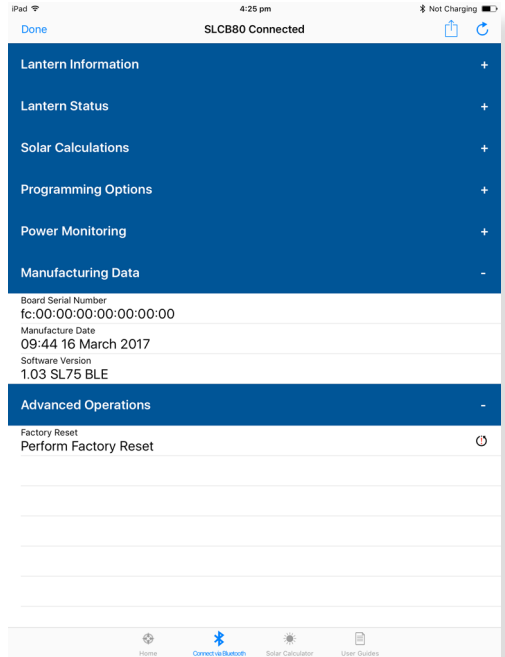 iPad 4:25 pm Not Charging
Done SLCB80 Connected
Lantern Information +
Lantern Status +
Solar Calculations +
Programming Options +
Power Monitoring +
Manufacturing Data -
Board Serial Number
fc:00:00:00:00:00:00:00
Manufacture Date
09:44 16 March 2017
Software Version
1.03 SL75 BLE
Advanced Operations -
Factory Reset
Perform Factory Reset
Home Connect via Bluetooth Solar Calculator User Guides